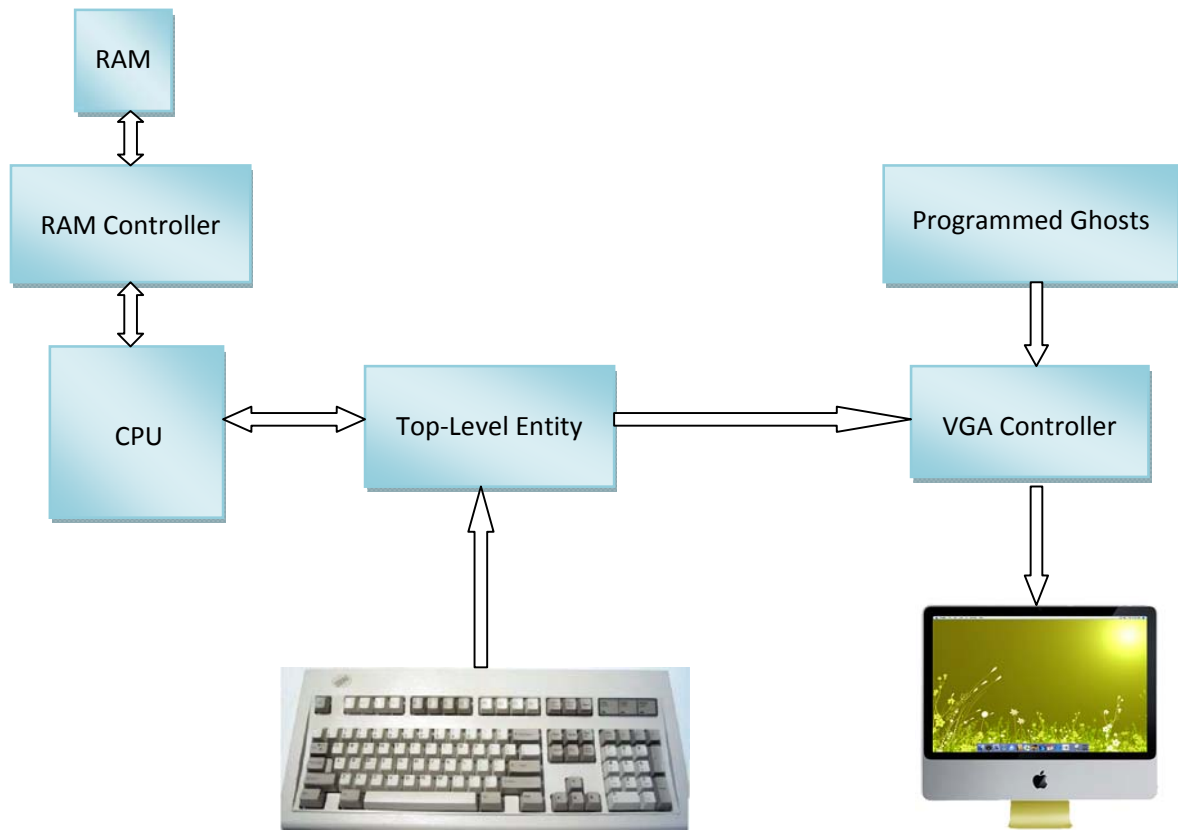 RAM
RAM Controller
Programmed Ghosts
CPU
Top-Level Entity
VGA Controller